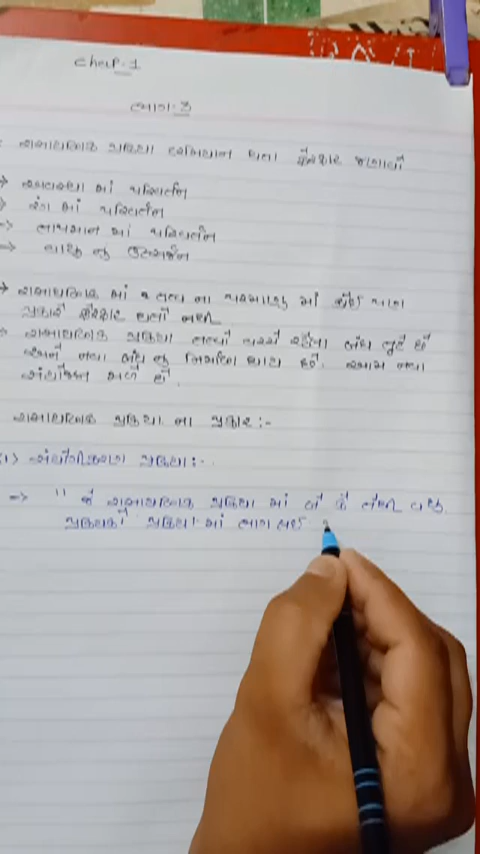 Chap-1
ભાગ-3
રાસાયણિક પ્રક્રિયા દરમિયાન થતા ફેરફાર જણાવો
→ અવસ્થા માં પરિવર્તન
→ રંગ માં પરિવર્તન
→ તાપમાન માં પરિવર્તન
→ વાયુ નું ઉત્સર્જન
→ રાસાયણિક માં તત્વ ના પરમાણુ માં કોઈ પણ
પ્રકારે ફેરફાર થતો નથી
રાસાયણિક પ્રક્રિયા તત્વો વચ્ચે રહેલા બંધ તુટે છે
અને નવા બંધ નું નિર્માણ થાય છે. આમ નવા
સંયોજન મળે છે.
રાસાયણિક પ્રક્રિયા ના પ્રકાર:-
(1) સંયોગીકરણ પ્રક્રિયા:-
⇒ " જે રાસાયણિક પ્રક્રિયા માં બે કે તેથી વધુ
પ્રક્રિયકો પ્રક્રિયા માં ભાગ લઈ